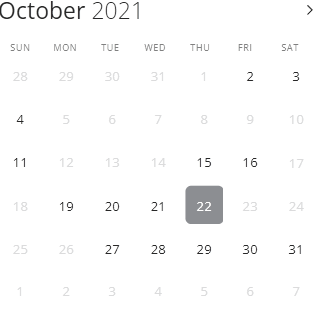 October 2021
SUN MON TUE WED THU FRI SAT
28 29 30 31 1 2 3
4 5 6 7 8 9 10
11 12 13 14 15 16 17
18 19 20 21 22 23 24
25 26 27 28 29 30 31
1 2 3 4 5 6 7